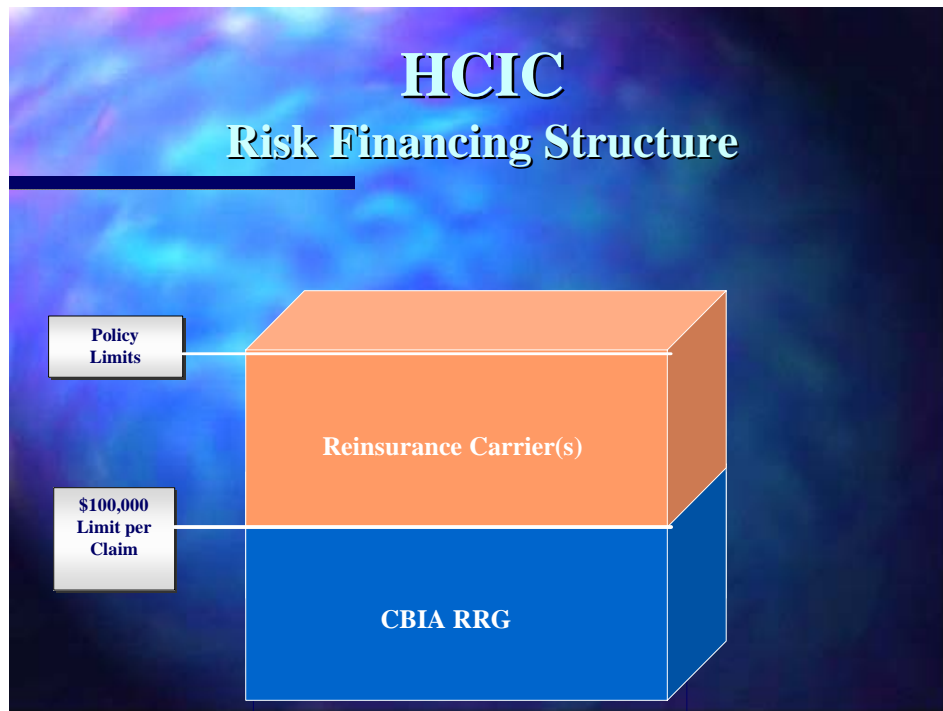 HCIC
Risk Financing Structure
Policy
Limits
Reinsurance Carrier(s)
$100,000
Limit per
Claim
CBIA RRG